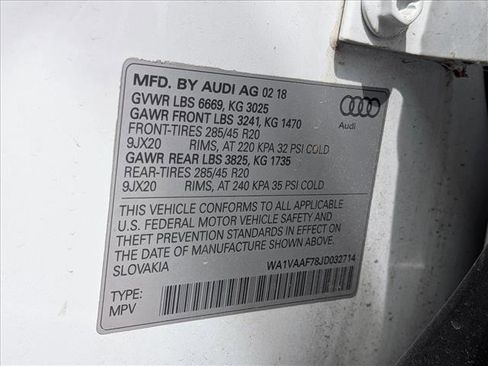 MFD. BY AUDI AG 02 18
GVWR LBS 6669, KG 3025
GAWR FRONT LBS 3241, KG 1470
FRONT-TIRES 285/45 R20
9JX20 RIMS, AT 220 KPA 32 PSI COLD
GAWR REAR LBS 3825, KG 1735
REAR-TIRES 285/45 R20
9JX20 RIMS, AT 240 KPA 35 PSI COLD
Audi
THIS VEHICLE CONFORMS TO ALL APPLICABLE
U.S. FEDERAL MOTOR VEHICLE SAFETY AND
THEFT PREVENTION STANDARDS IN EFFECT ON
THE DATE OF MANUFACTURE SHOWN ABOVE.
SLOVAKIA WA1VAAF78JD032714
TYPE:
MPV